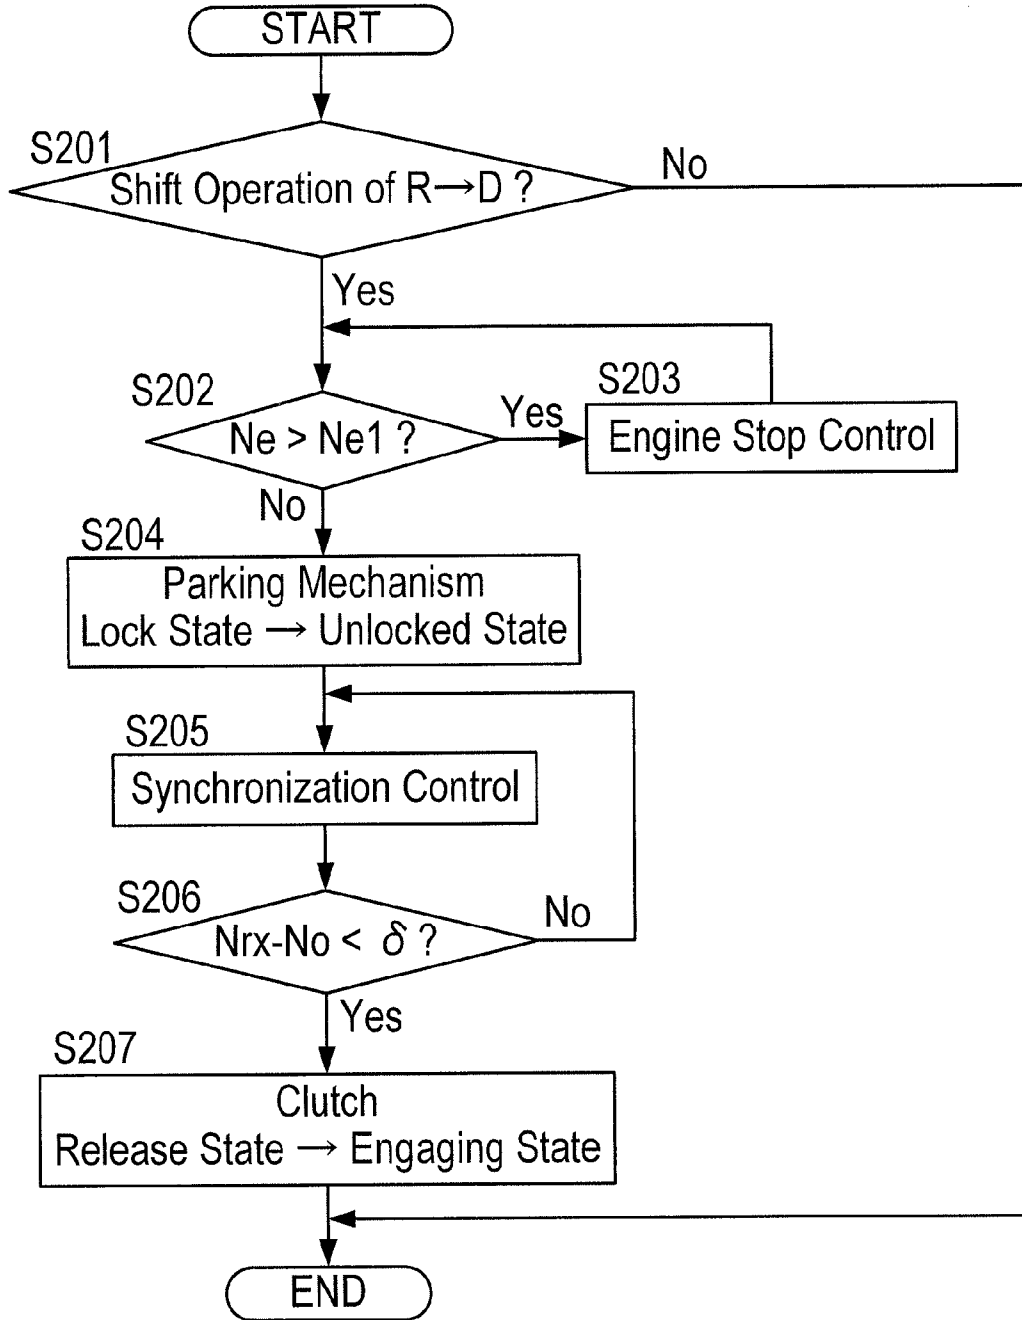 START
S201
Shift Operation of R→D ?
No
Yes
S202
Ne > Ne1 ?
Yes
S203
Engine Stop Control
No
S204
Parking Mechanism
Lock State → Unlocked State
S205
Synchronization Control
S206
Nrx-No < δ ?
No
Yes
S207
Clutch
Release State → Engaging State
END